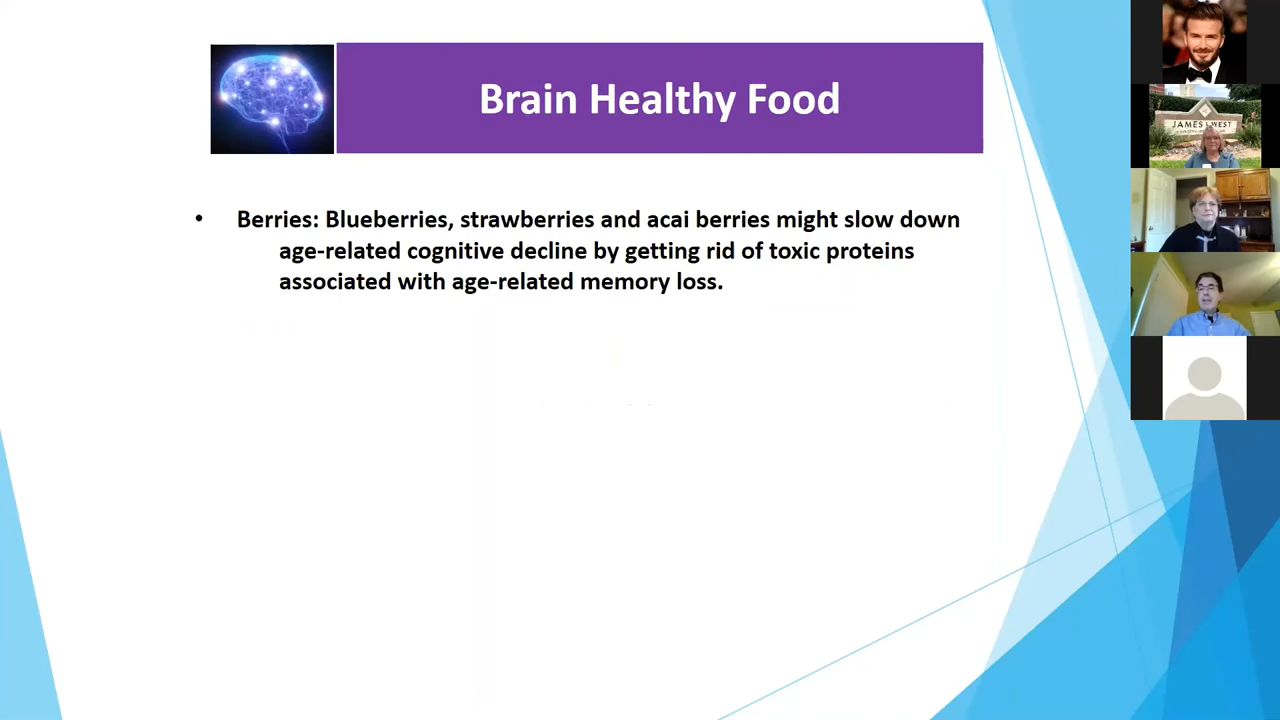 Brain Healthy Food
• Berries: Blueberries, strawberries and acai berries might slow down
age-related cognitive decline by getting rid of toxic proteins
associated with age-related memory loss.
JAMES L WEST